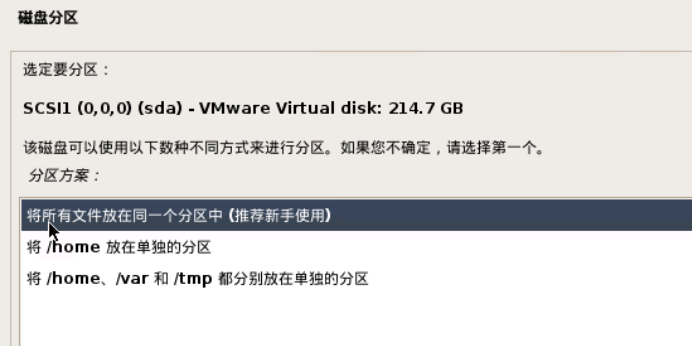 磁盘分区
选定要分区：
SCSI1 (0,0,0) (sda) - VMware Virtual disk: 214.7 GB
该磁盘可以使用以下数种不同方式来进行分区。如果您不确定，请选择第一个。
分区方案：
将所有文件放在同一个分区中 (推荐新手使用)
将 /home 放在单独的分区
将 /home、/var 和 /tmp 都分别放在单独的分区